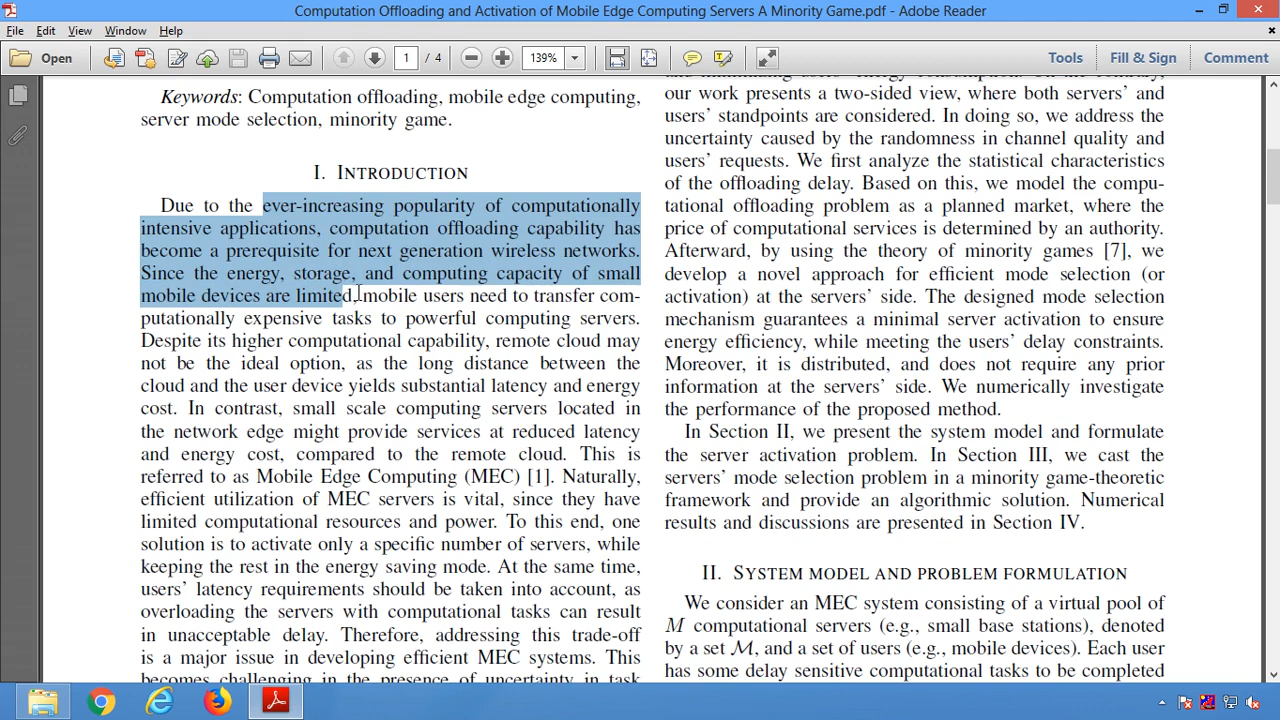 Computation Offloading and Activation of Mobile Edge Computing Servers A Minority Game.pdf - Adobe Reader
File Edit View Window Help
Open 1 / 4 139% Tools Fill & Sign Comment
Keywords: Computation offloading, mobile edge computing,
server mode selection, minority game.
I. INTRODUCTION
Due to the ever-increasing popularity of computationally
intensive applications, computation offloading capability has
become a prerequisite for next generation wireless networks.
Since the energy, storage, and computing capacity of small
mobile devices are limited, mobile users need to transfer com-
putationally expensive tasks to powerful computing servers.
Despite its higher computational capability, remote cloud may
not be the ideal option, as the long distance between the
cloud and the user device yields substantial latency and energy
cost. In contrast, small scale computing servers located in
the network edge might provide services at reduced latency
and energy cost, compared to the remote cloud. This is
referred to as Mobile Edge Computing (MEC) [1]. Naturally,
efficient utilization of MEC servers is vital, since they have
limited computational resources and power. To this end, one
solution is to activate only a specific number of servers, while
keeping the rest in the energy saving mode. At the same time,
users' latency requirements should be taken into account, as
overloading the servers with computational tasks can result
in unacceptable delay. Therefore, addressing this trade-off
is a major issue in developing efficient MEC systems. This
becomes challenging in the presence of uncertainty in task
our work presents a two-sided view, where both servers' and
users' standpoints are considered. In doing so, we address the
uncertainty caused by the randomness in channel quality and
users' requests. We first analyze the statistical characteristics
of the offloading delay. Based on this, we model the compu-
tational offloading problem as a planned market, where the
price of computational services is determined by an authority.
Afterward, by using the theory of minority games [7], we
develop a novel approach for efficient mode selection (or
activation) at the servers' side. The designed mode selection
mechanism guarantees a minimal server activation to ensure
energy efficiency, while meeting the users' delay constraints.
Moreover, it is distributed, and does not require any prior
information at the servers' side. We numerically investigate
the performance of the proposed method.
In Section II, we present the system model and formulate
the server activation problem. In Section III, we cast the
servers' mode selection problem in a minority game-theoretic
framework and provide an algorithmic solution. Numerical
results and discussions are presented in Section IV.
II. SYSTEM MODEL AND PROBLEM FORMULATION
We consider an MEC system consisting of a virtual pool of
M computational servers (e.g., small base stations), denoted
by a set ℳ, and a set of users (e.g., mobile devices). Each user
has some delay sensitive computational tasks to be completed